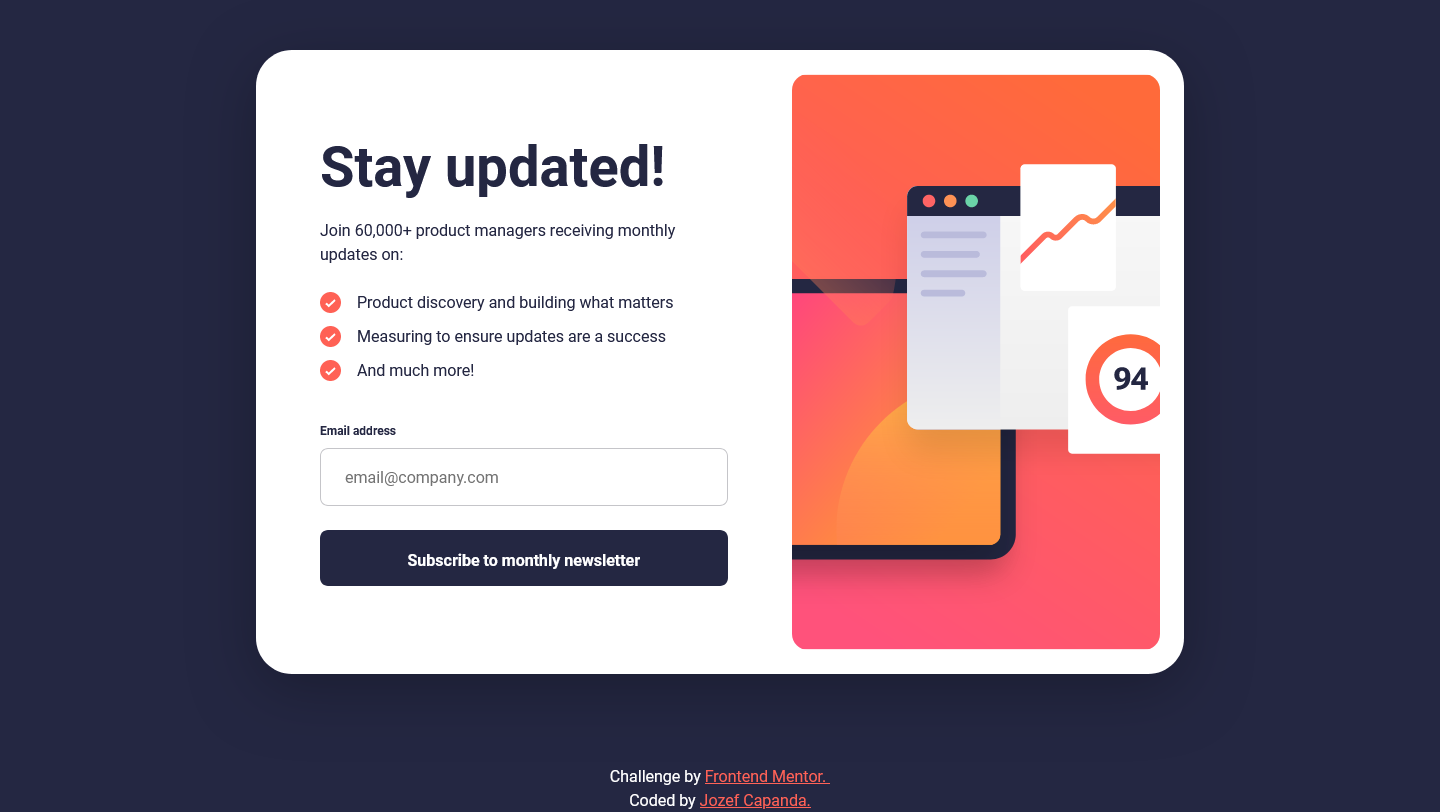 Stay updated!
Join 60,000+ product managers receiving monthly
updates on:
Product discovery and building what matters
Measuring to ensure updates are a success
And much more!
Email address
email@company.com
Subscribe to monthly newsletter
94
Challenge by Frontend Mentor.
Coded by Jozef Capanda.